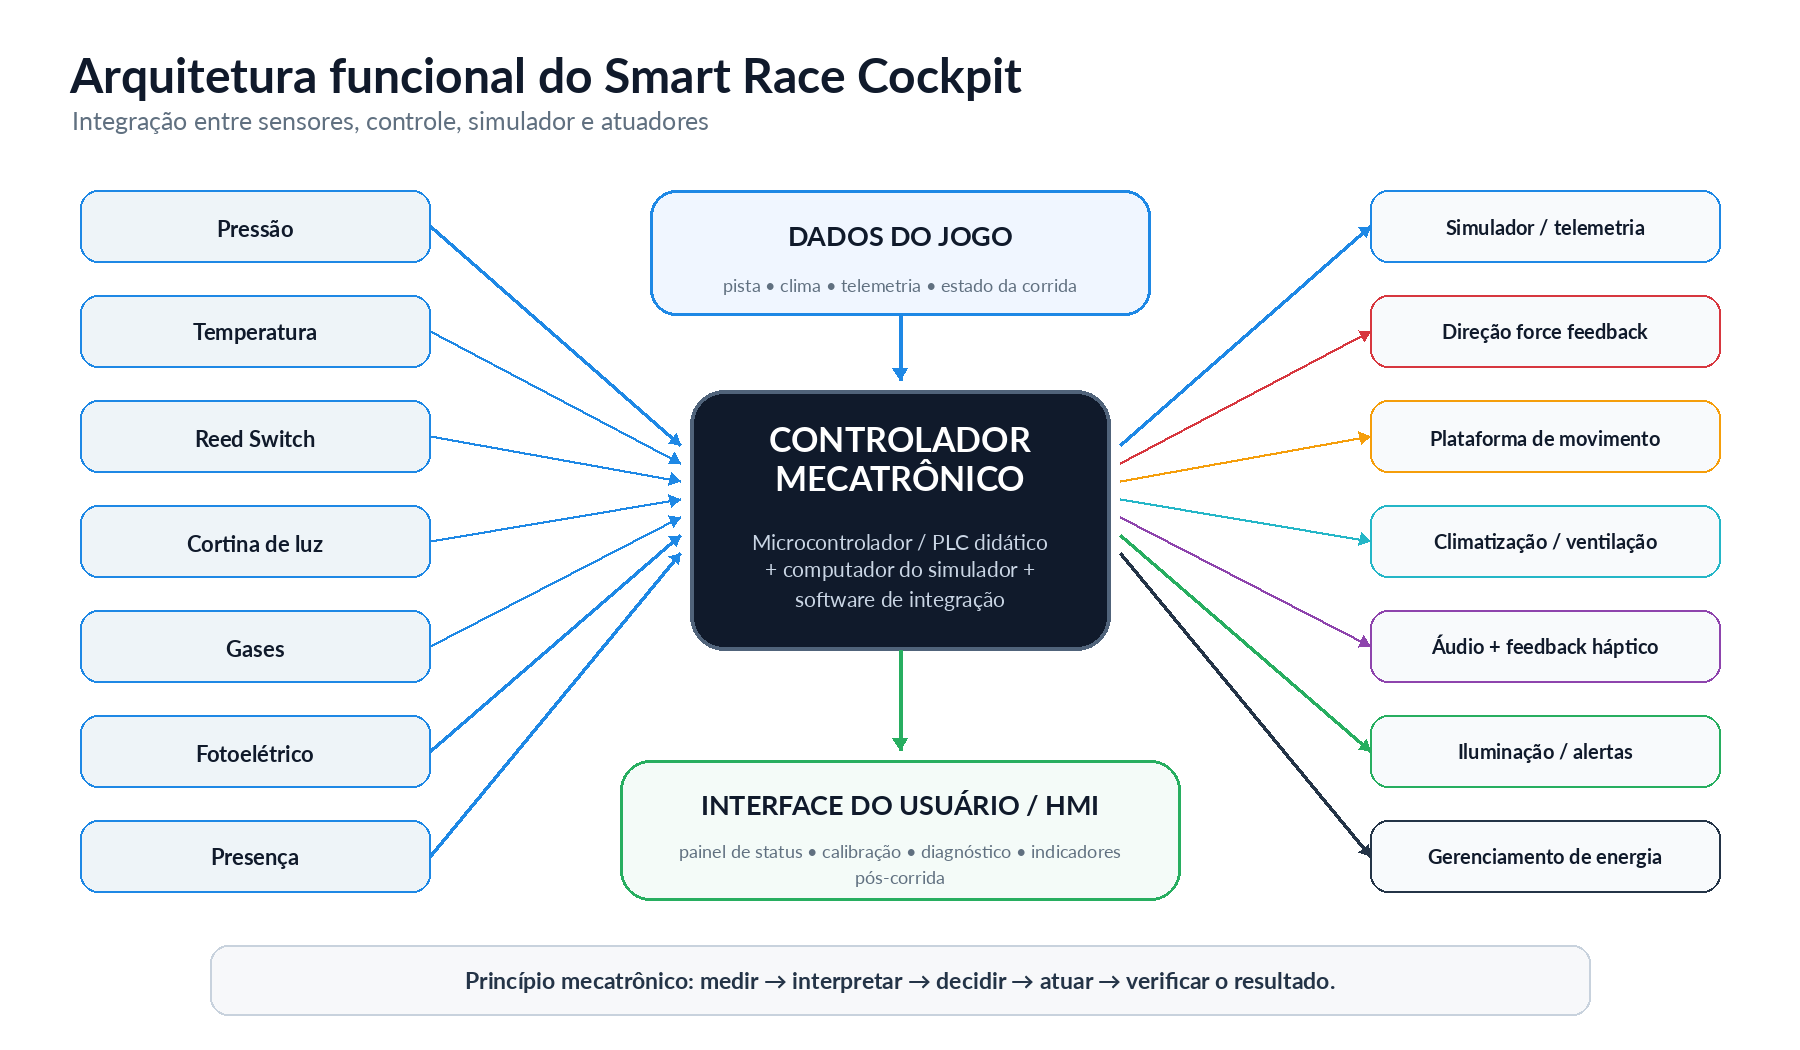 Arquitetura funcional do Smart Race Cockpit
Integração entre sensores, controle, simulador e atuadores
Pressão
Temperatura
Reed Switch
Cortina de luz
Gases
Fotoelétrico
Presença
DADOS DO JOGO
pista • clima • telemetria • estado da corrida
CONTROLADOR
MECATRÔNICO
Microcontrolador / PLC didático
+ computador do simulador +
software de integração
INTERFACE DO USUÁRIO / HMI
painel de status • calibração • diagnóstico • indicadores
pós-corrida
Simulador / telemetria
Direção force feedback
Plataforma de movimento
Climatização / ventilação
Áudio + feedback háptico
Iluminação / alertas
Gerenciamento de energia
Princípio mecatrônico: medir → interpretar → decidir → atuar → verificar o resultado.